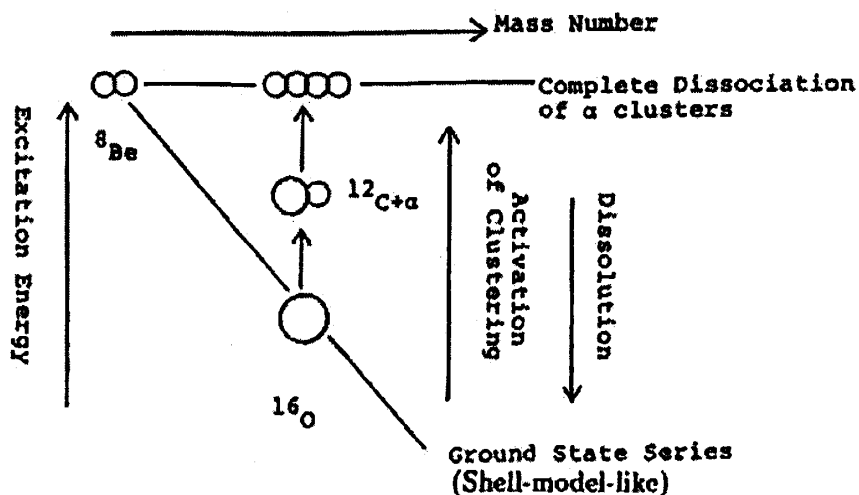 Mass Number
Complete Dissociation
of α clusters
⁸Be
Excitation Energy
¹²C+α
Activation
of Clustering
Dissolution
¹⁶O
Ground State Series
(Shell-model-like)